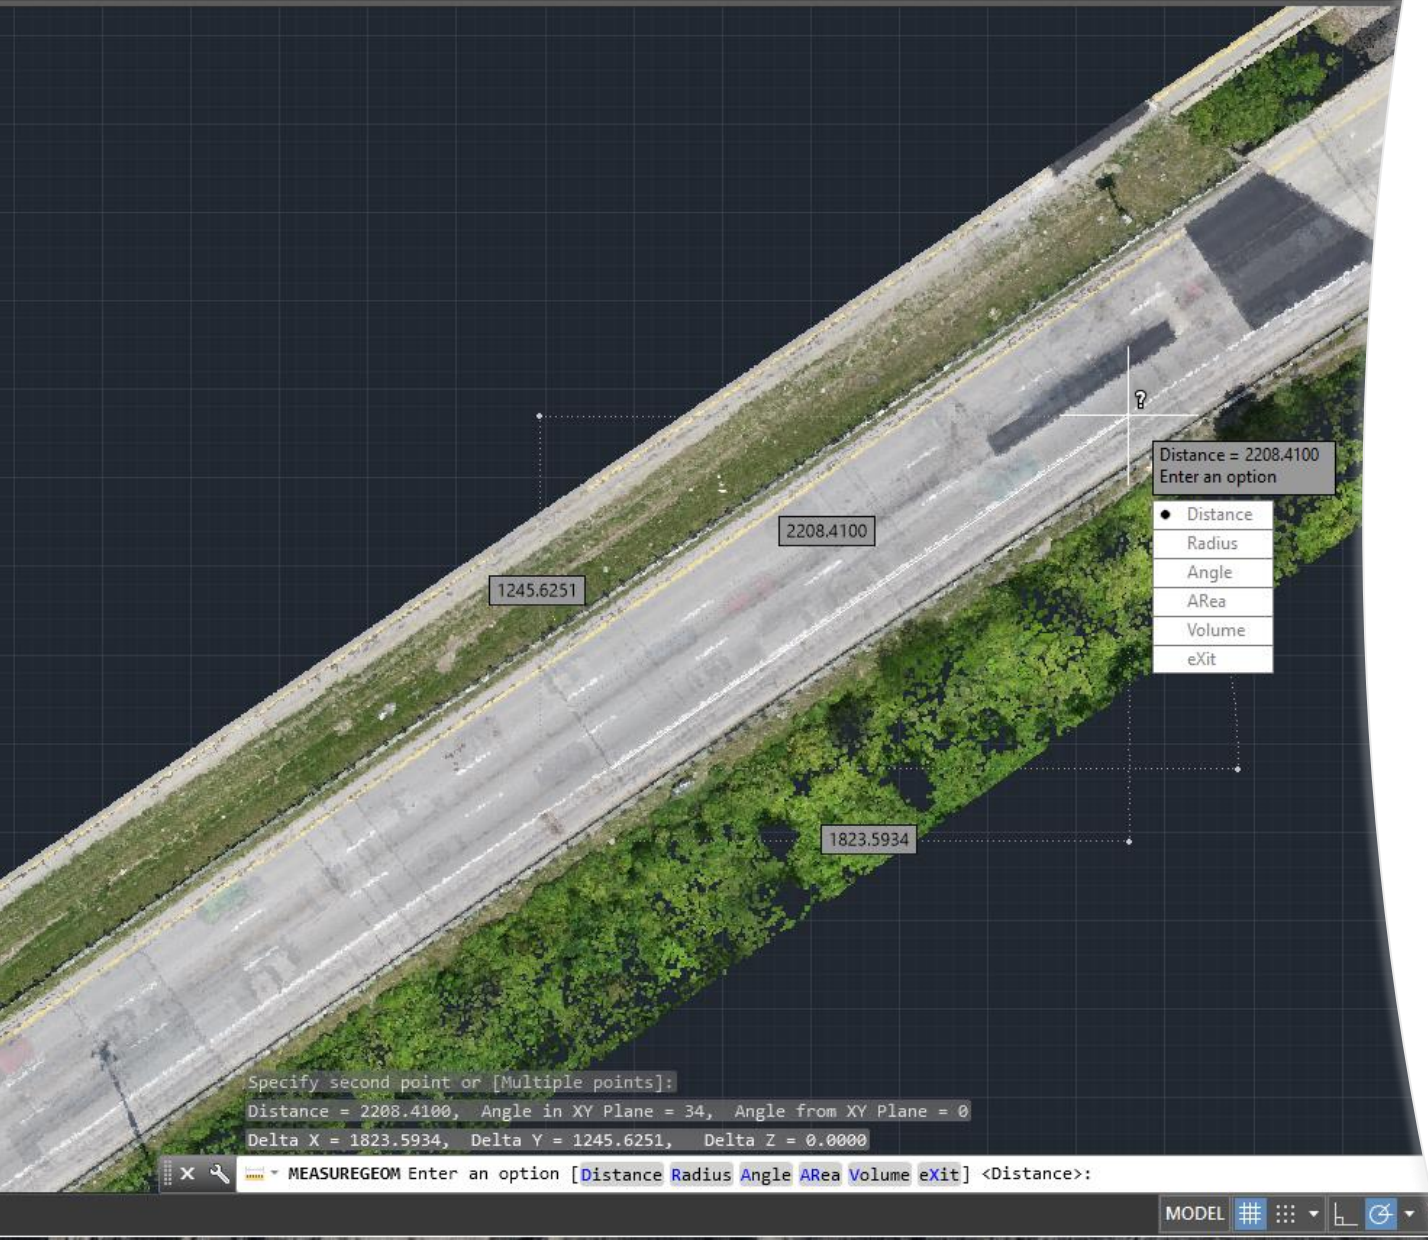 ?
Distance = 2208.4100
Enter an option
Distance
2208.4100
Radius
Angle
1245.6251
ARea
Volume
eXit
1823.5934
Specify second point or [Multiple points]:
Distance = 2208.4100,  Angle in XY Plane = 34,  Angle from XY Plane = 0
Delta X = 1823.5934,  Delta Y = 1245.6251,   Delta Z = 0.0000
MEASUREGEOM Enter an option [Distance Radius Angle ARea Volume eXit] <Distance>:
MODEL